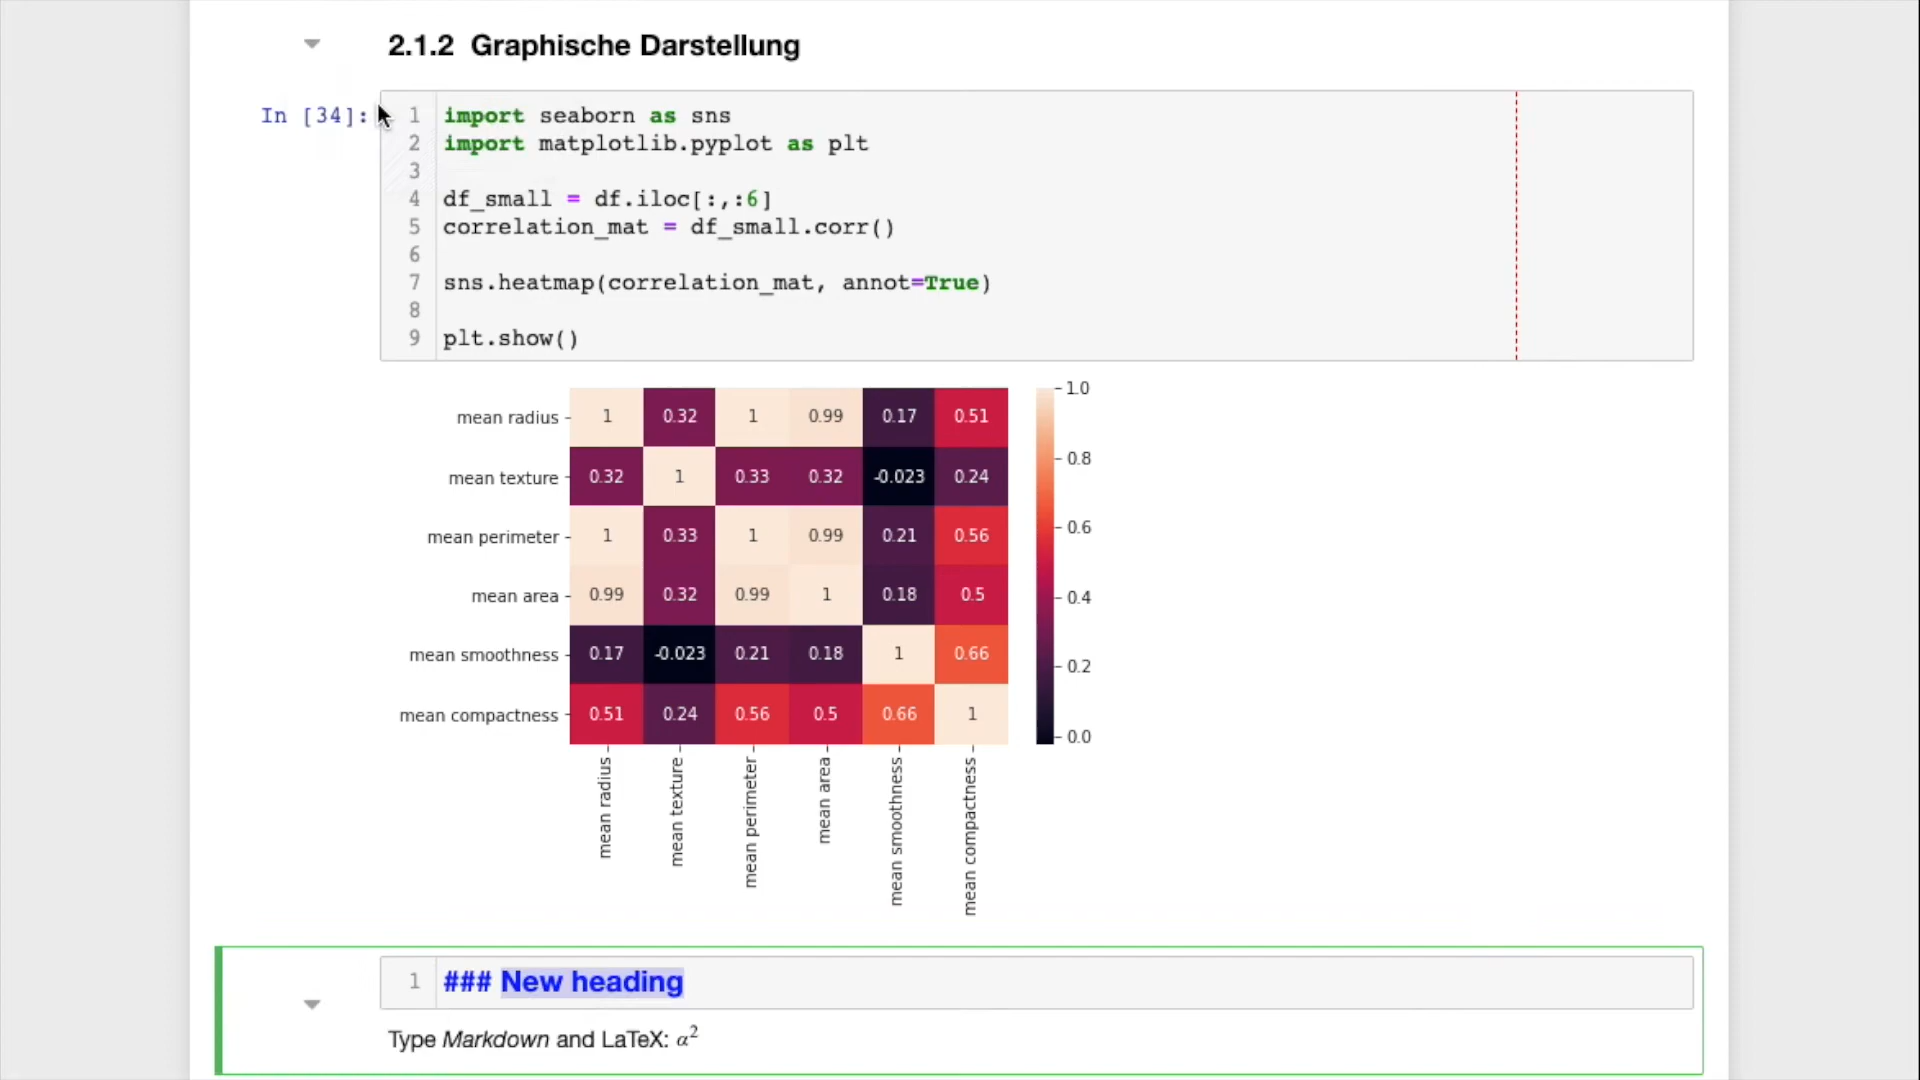 2.1.2 Graphische Darstellung
In [34]:
1 import seaborn as sns
2 import matplotlib.pyplot as plt
3
4 df_small = df.iloc[:,:6]
5 correlation_mat = df_small.corr()
6
7 sns.heatmap(correlation_mat, annot=True)
8
9 plt.show()
mean radius 1 0.32 1 0.99 0.17 0.51
mean texture 0.32 1 0.33 0.32 -0.023 0.24
mean perimeter 1 0.33 1 0.99 0.21 0.56
mean area 0.99 0.32 0.99 1 0.18 0.5
mean smoothness 0.17 -0.023 0.21 0.18 1 0.66
mean compactness 0.51 0.24 0.56 0.5 0.66 1
mean radius
mean texture
mean perimeter
mean area
mean smoothness
mean compactness
1.0
0.8
0.6
0.4
0.2
0.0
1 ### New heading
Type Markdown and LaTeX: α²